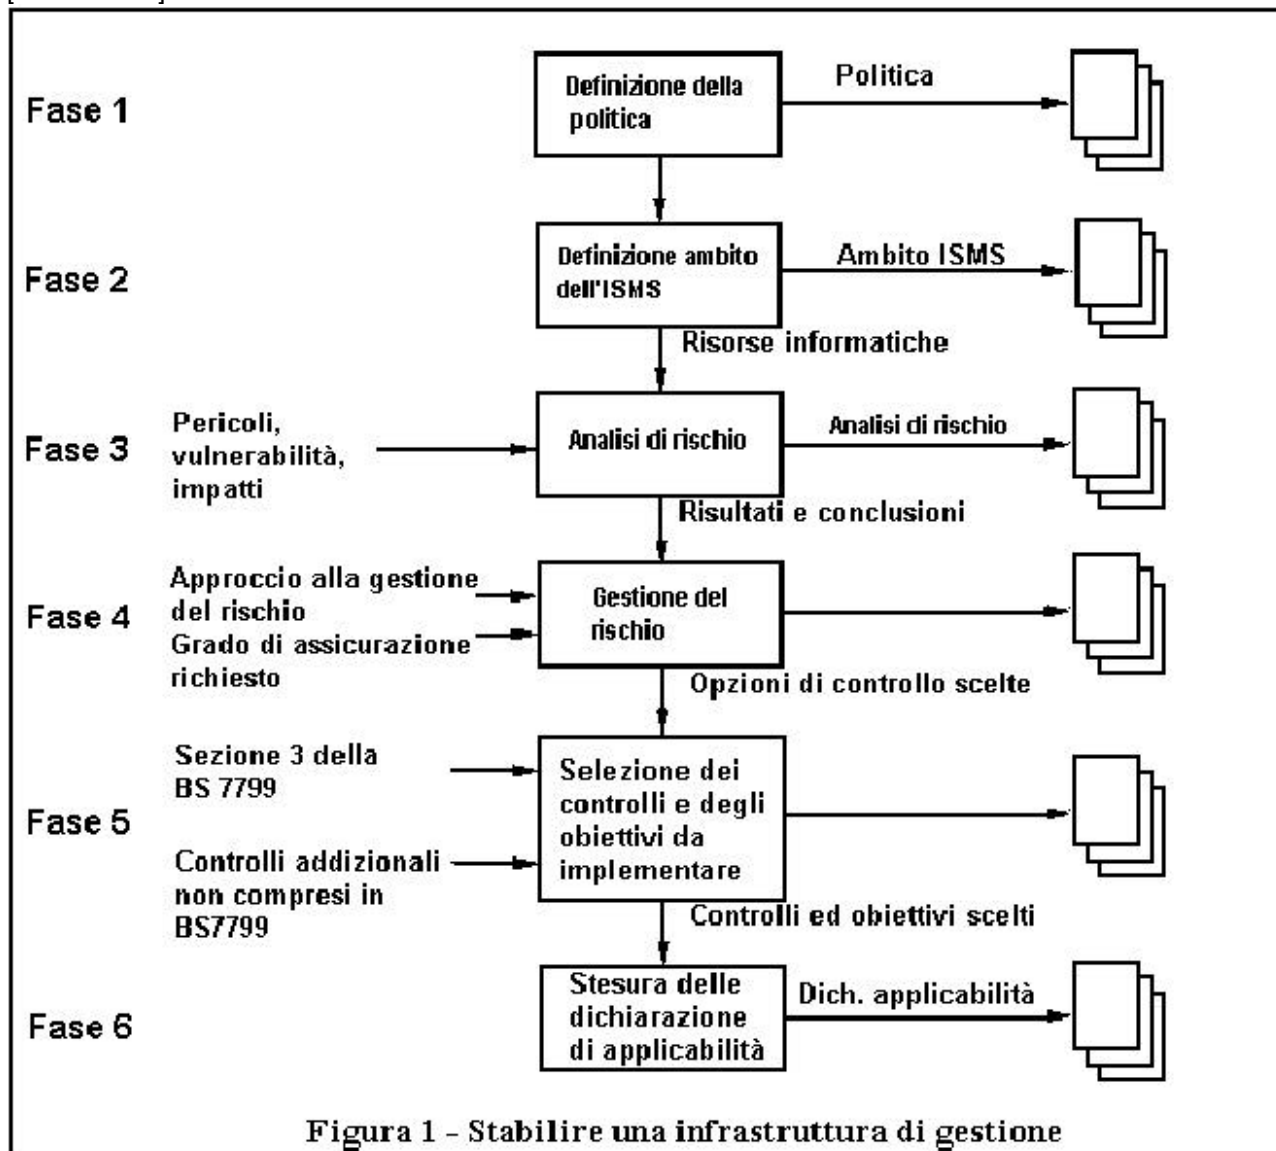 Fase 1
Definizione della
politica
Politica
Fase 2
Definizione ambito
dell'ISMS
Ambito ISMS
Risorse informatiche
Fase 3
Pericoli,
vulnerabilità,
impatti
Analisi di rischio
Analisi di rischio
Risultati e conclusioni
Fase 4
Approccio alla gestione
del rischio
Grado di assicurazione
richiesto
Gestione del
rischio
Opzioni di controllo scelte
Fase 5
Sezione 3 della
BS 7799
Controlli addizionali
non compresi in
BS7799
Selezione dei
controlli e degli
obiettivi da
implementare
Controlli ed obiettivi scelti
Fase 6
Stesura delle
dichiarazione
di applicabilità
Dich. applicabilità
Figura 1 - Stabilire una infrastruttura di gestione